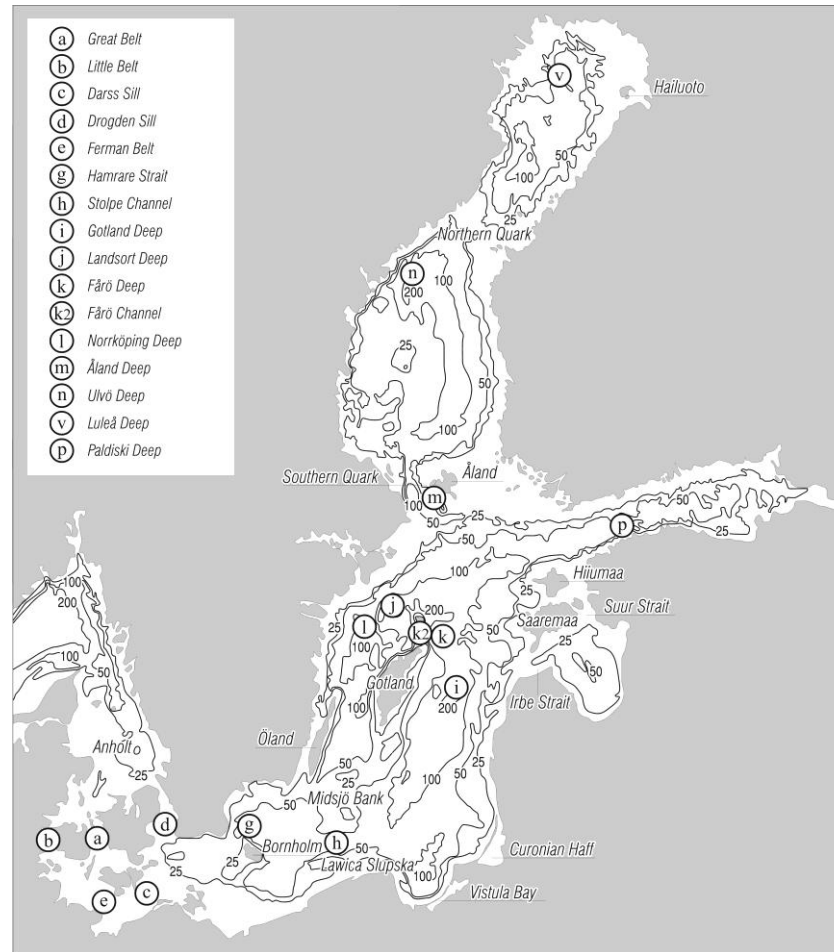 a Great Belt
b Little Belt
c Darss Sill
d Drogden Sill
e Ferman Belt
g Hamrare Strait
h Stolpe Channel
i Gotland Deep
j Landsort Deep
k Fårö Deep
k2 Fårö Channel
l Norrköping Deep
m Åland Deep
n Ulvö Deep
v Luleå Deep
p Paldiski Deep
v
Hailuoto
50
100
25
Northern Quark
n
200
100
25
50
100
Southern Quark
Åland
m
100
50
25
50
p
25
50
100
Hiiumaa
100
200
25
j
200
25
Suur Strait
Saaremaa
l
k2
k
50
25
100
100
50
50
Gotland
i
200
Irbe Strait
Öland
100
Anholt
25
50
25
100
50
50
Midsjö Bank
d
g
b
a
h
Bornholm
50
25
25
Lawica Slupska
Curonian Haff
100
c
e
Vistula Bay